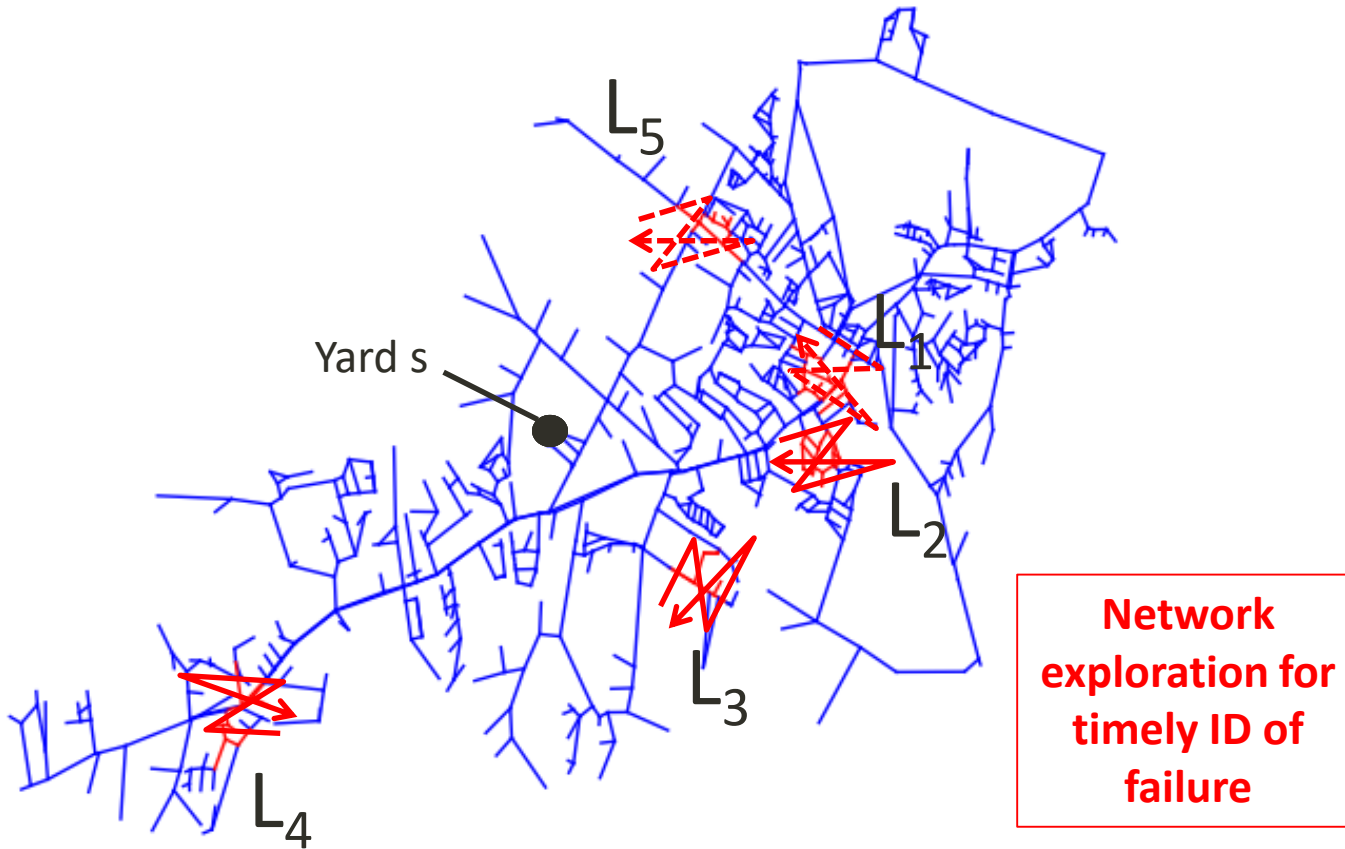 L5
L1
Yard s
L2
L3
L4
Network
exploration for
timely ID of
failure